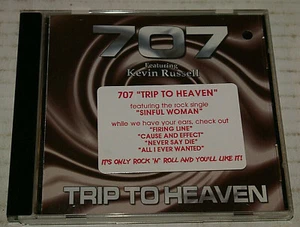 707
Featuring
Kevin Russell
707 "TRIP TO HEAVEN"
featuring the rock single
"SINFUL WOMAN"
while we have your ears, check out
"FIRING LINE"
"CAUSE AND EFFECT"
"NEVER SAY DIE"
"ALL I EVER WANTED"
IT'S ONLY ROCK 'N' ROLL AND YOU'LL LIKE IT!
TRIP TO HEAVEN